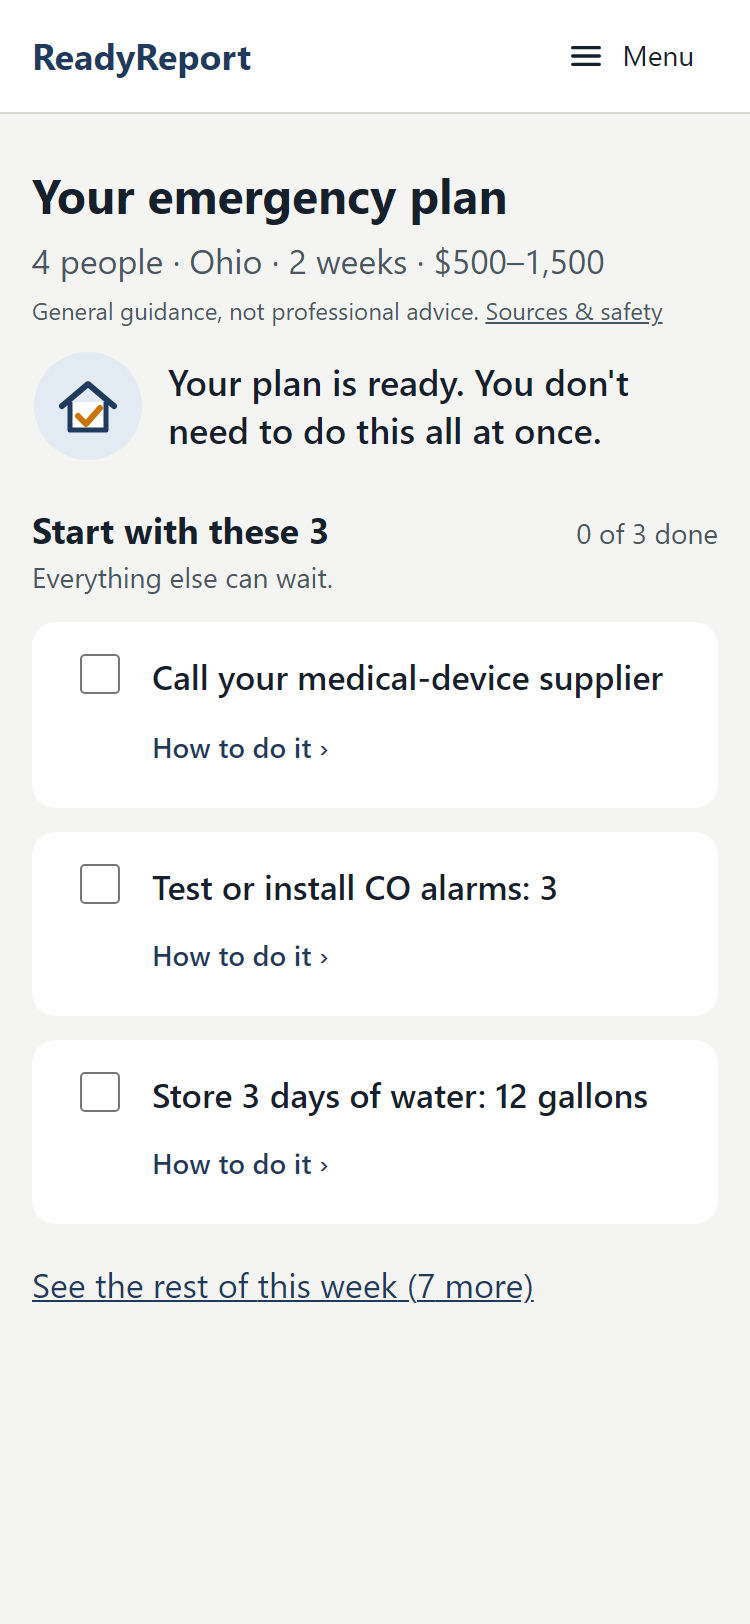 ReadyReport
Menu
Your emergency plan
4 people · Ohio · 2 weeks · $500–1,500
General guidance, not professional advice. Sources & safety
Your plan is ready. You don't
need to do this all at once.
Start with these 3
0 of 3 done
Everything else can wait.
Call your medical-device supplier
How to do it ›
Test or install CO alarms: 3
How to do it ›
Store 3 days of water: 12 gallons
How to do it ›
See the rest of this week (7 more)